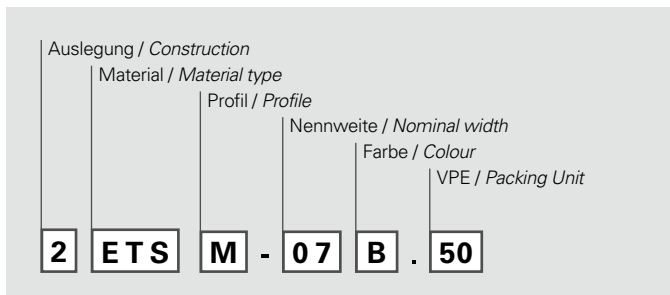 Auslegung / Construction
Material / Material type
Profil / Profile
Nennweite / Nominal width
Farbe / Colour
VPE / Packing Unit
2 ETS M - 07 B . 50